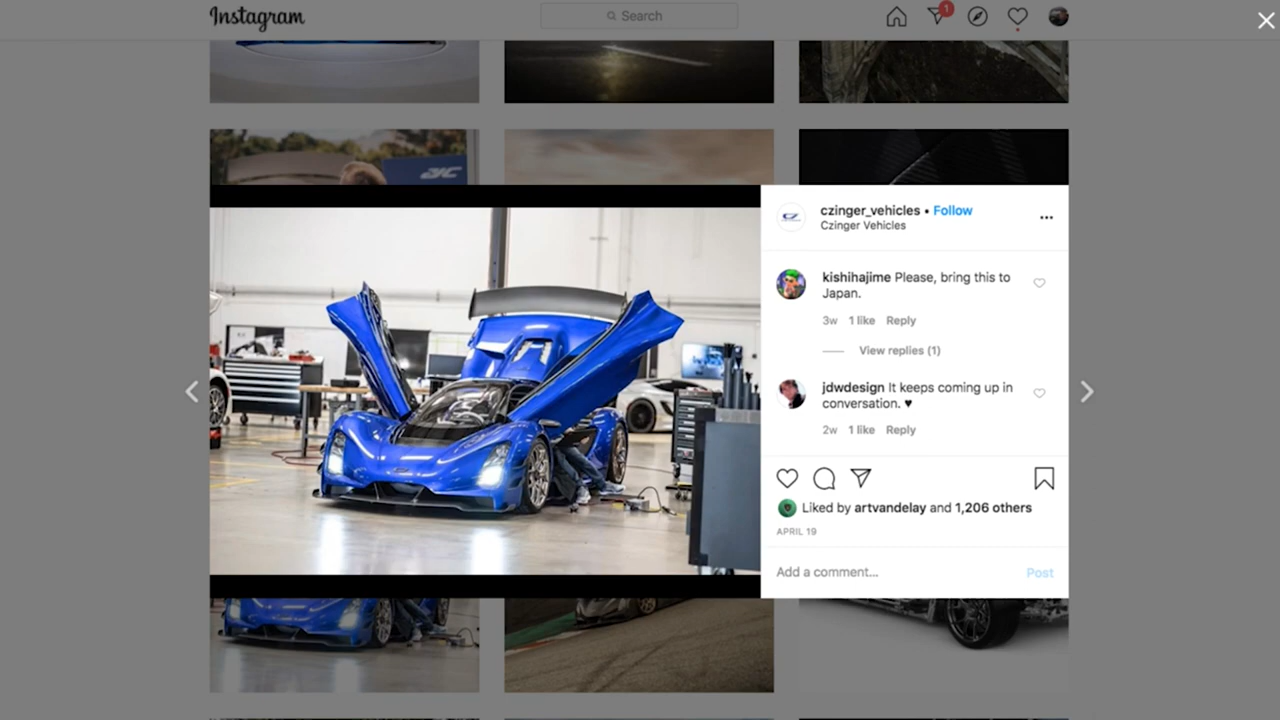 Instagram
Search
1
czinger_vehicles • Follow
Czinger Vehicles
kishihajime Please, bring this to
Japan.
3w 1 like Reply
View replies (1)
jdwdesign It keeps coming up in
conversation. ♥
2w 1 like Reply
Liked by artvandelay and 1,206 others
APRIL 19
Add a comment... Post